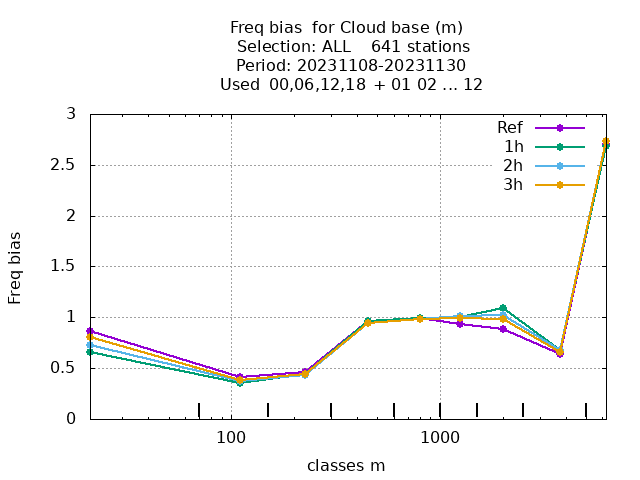 Freq bias  for Cloud base (m)
Selection: ALL    641 stations
Period: 20231108-20231130
Used  00,06,12,18  + 01 02 ... 12
3
2.5
2
1.5
1
0.5
0
Freq bias
Ref
1h
2h
3h
100
1000
classes m